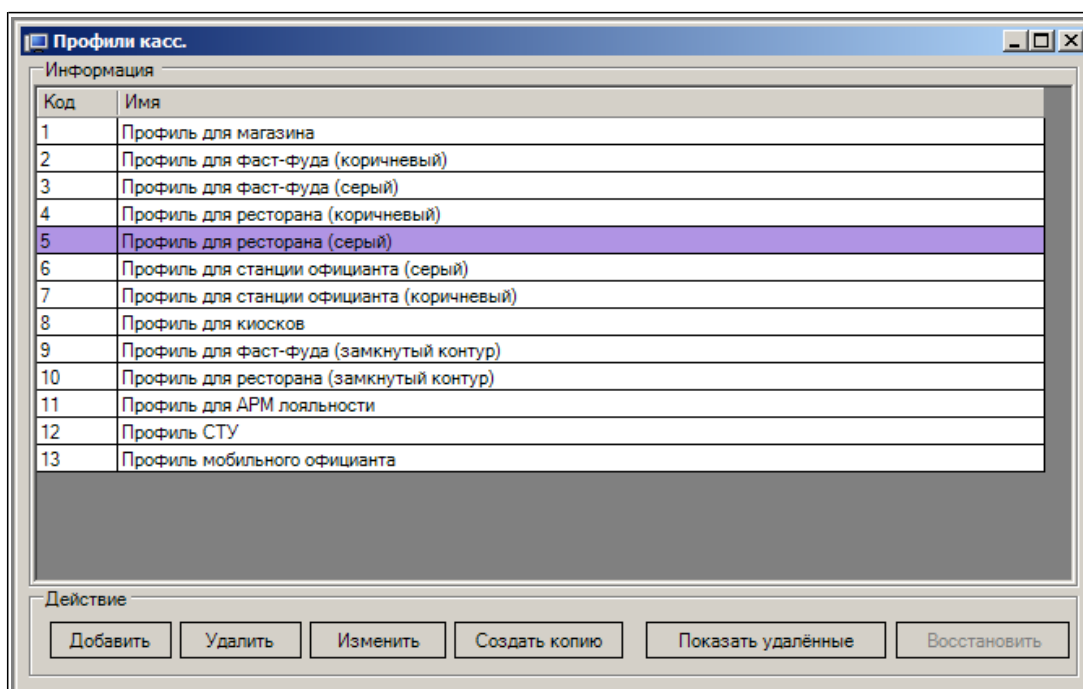 Профили касс.
Информация
Код Имя
1 Профиль для магазина
2 Профиль для фаст-фуда (коричневый)
3 Профиль для фаст-фуда (серый)
4 Профиль для ресторана (коричневый)
5 Профиль для ресторана (серый)
6 Профиль для станции официанта (серый)
7 Профиль для станции официанта (коричневый)
8 Профиль для киосков
9 Профиль для фаст-фуда (замкнутый контур)
10 Профиль для ресторана (замкнутый контур)
11 Профиль для АРМ лояльности
12 Профиль СТУ
13 Профиль мобильного официанта
Действие
Добавить Удалить Изменить Создать копию Показать удалённые Восстановить